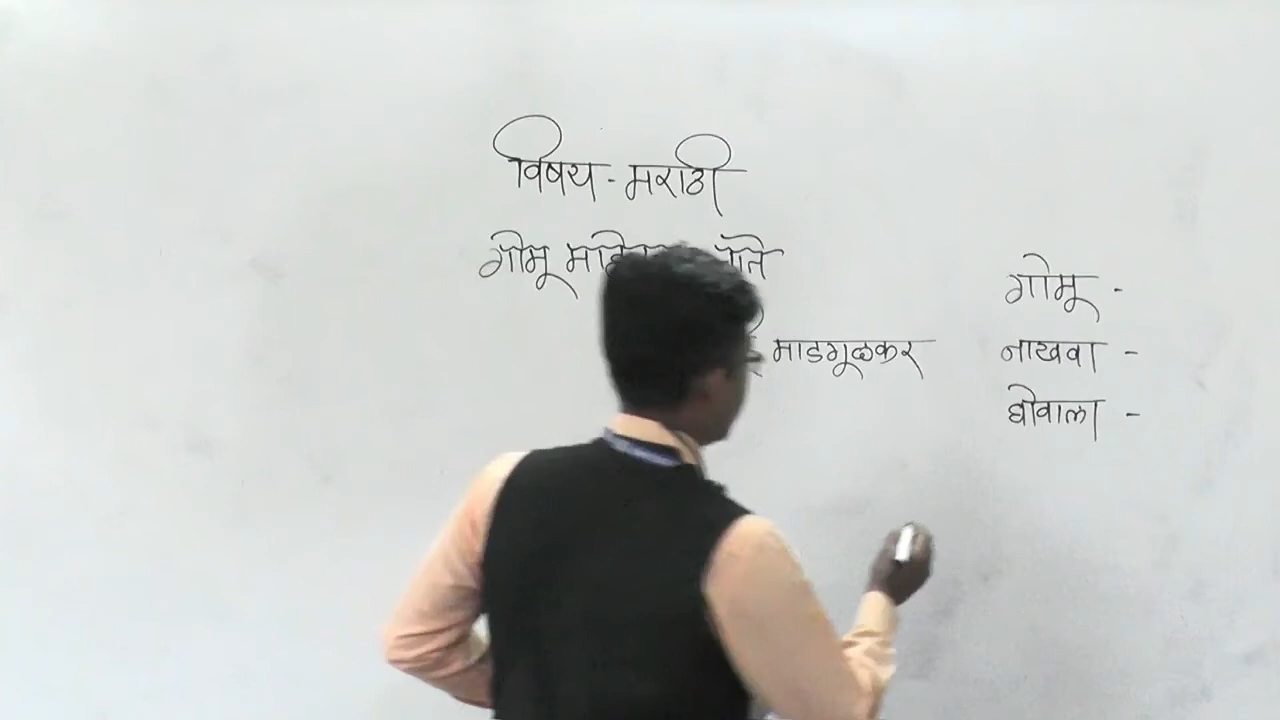 विषय - मराठी
गोमू
माडगूळकर
गोमू -
नाखवा -
घोवाला -